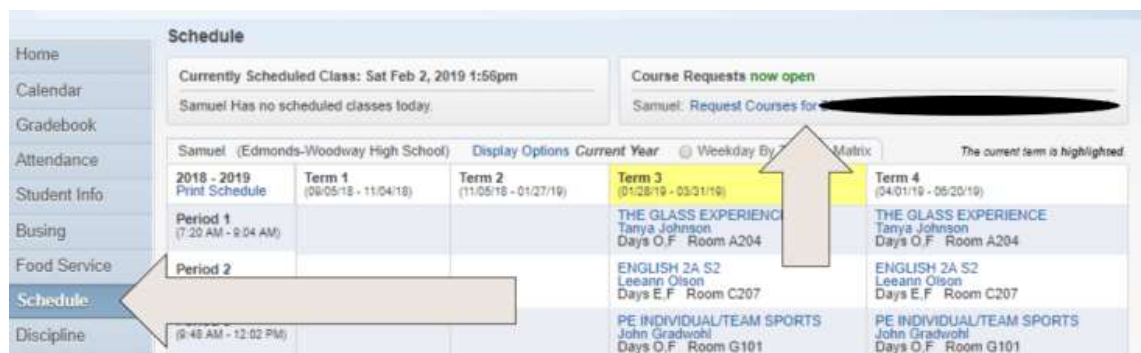 Schedule
Home
Calendar
Gradebook
Attendance
Student Info
Busing
Food Service
Schedule
Discipline
Currently Scheduled Class: Sat Feb 2, 2019 1:56pm
Samuel Has no scheduled classes today.
Course Requests now open
Samuel: Request Courses for
Samuel (Edmonds-Woodway High School) Display Options Current Year Weekday By Matrix The current term is highlighted.
2018 - 2019 Term 1 Term 2 Term 3 Term 4
Print Schedule (09/05/18 - 11/04/18) (11/05/18 - 01/27/19) (01/28/19 - 03/31/19) (04/01/19 - 06/20/19)
Period 1 THE GLASS EXPERIENCE THE GLASS EXPERIENCE
(7:20 AM - 9:04 AM) Tanya Johnson Tanya Johnson
Days O,F Room A204 Days O,F Room A204
Period 2 ENGLISH 2A S2 ENGLISH 2A S2
Leeann Olson Leeann Olson
Days E,F Room C207 Days E,F Room C207
PE INDIVIDUAL/TEAM SPORTS PE INDIVIDUAL/TEAM SPORTS
(9:48 AM - 12:02 PM) John Gradwohl John Gradwohl
Days O,F Room G101 Days O,F Room G101